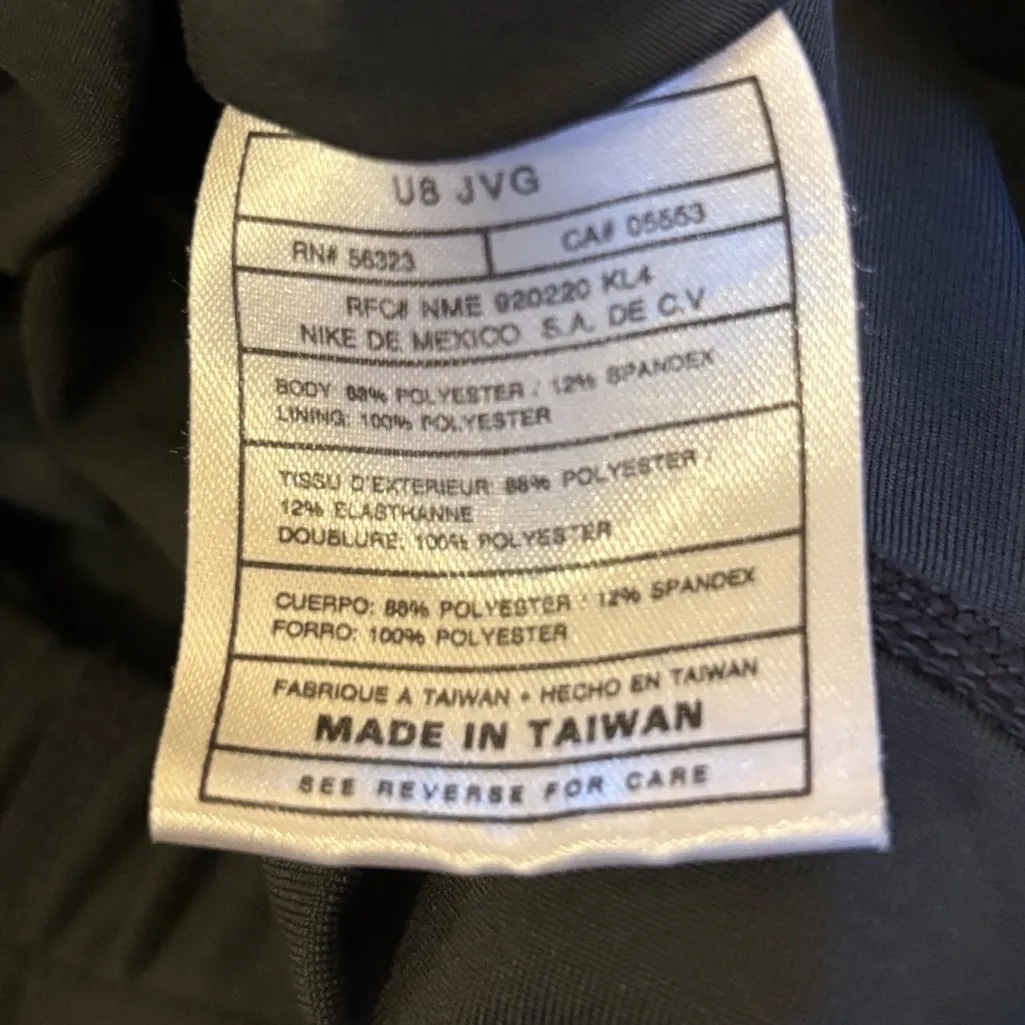 U8 JVG
RN# 56323
CA# 05553
RFC# NME 920220 KL4
NIKE DE MEXICO S.A. DE C.V
BODY: 88% POLYESTER / 12% SPANDEX
LINING: 100% POLYESTER
TISSU D'EXTERIEUR: 88% POLYESTER /
12% ELASTHANNE
DOUBLURE: 100% POLYESTER
CUERPO: 88% POLYESTER / 12% SPANDEX
FORRO: 100% POLYESTER
FABRIQUE A TAIWAN • HECHO EN TAIWAN
MADE IN TAIWAN
SEE REVERSE FOR CARE